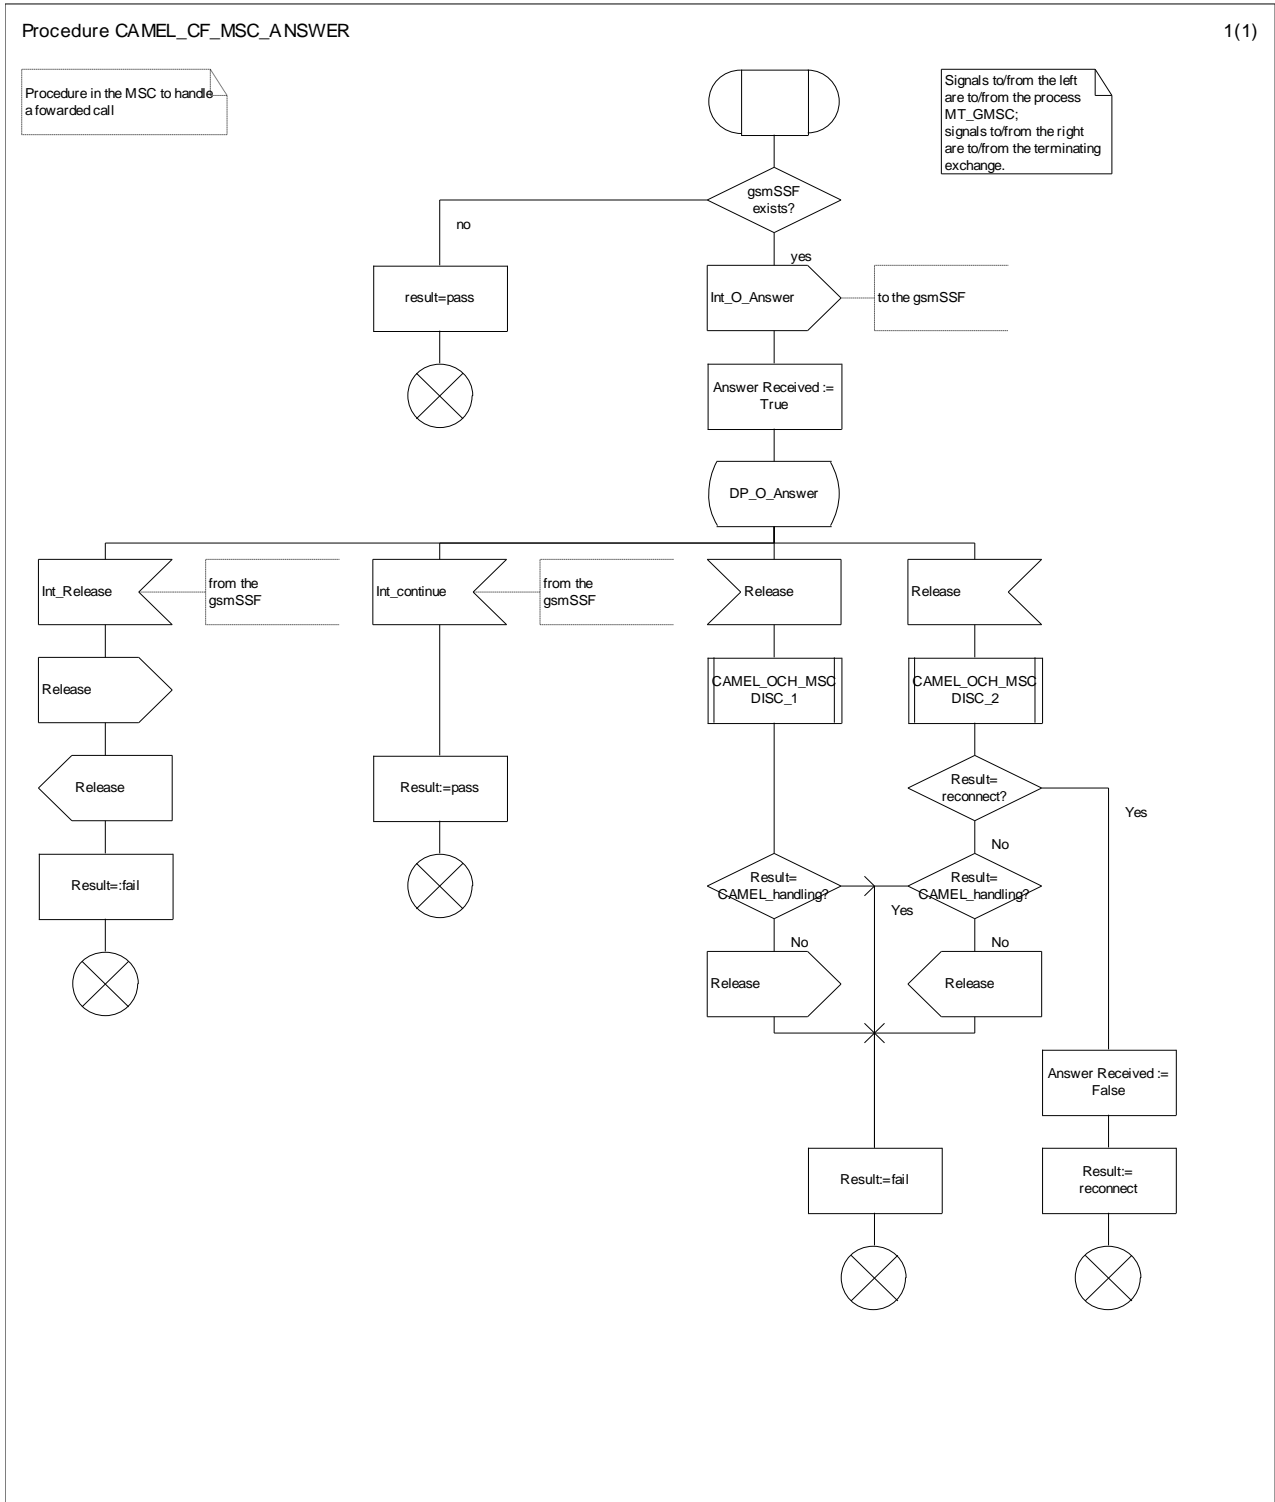 Procedure CAMEL_CF_MSC_ANSWER
1(1)
Procedure in the MSC to handle
a fowarded call
Signals to/from the left
are to/from the process
MT_GMSC;
signals to/from the right
are to/from the terminating
exchange.
gsmSSF
exists?
no
yes
result=pass
Int_O_Answer
to the gsmSSF
Answer Received :=
True
DP_O_Answer
Int_Release
from the
gsmSSF
Int_continue
from the
gsmSSF
Release
Release
Release
CAMEL_OCH_MSC
DISC_1
CAMEL_OCH_MSC
DISC_2
Release
Result:=pass
Result=
reconnect?
Yes
No
Result=:fail
Result=
CAMEL_handling?
Yes
Result=
CAMEL_handling?
No
No
Release
Release
Answer Received :=
False
Result:=fail
Result:=
reconnect